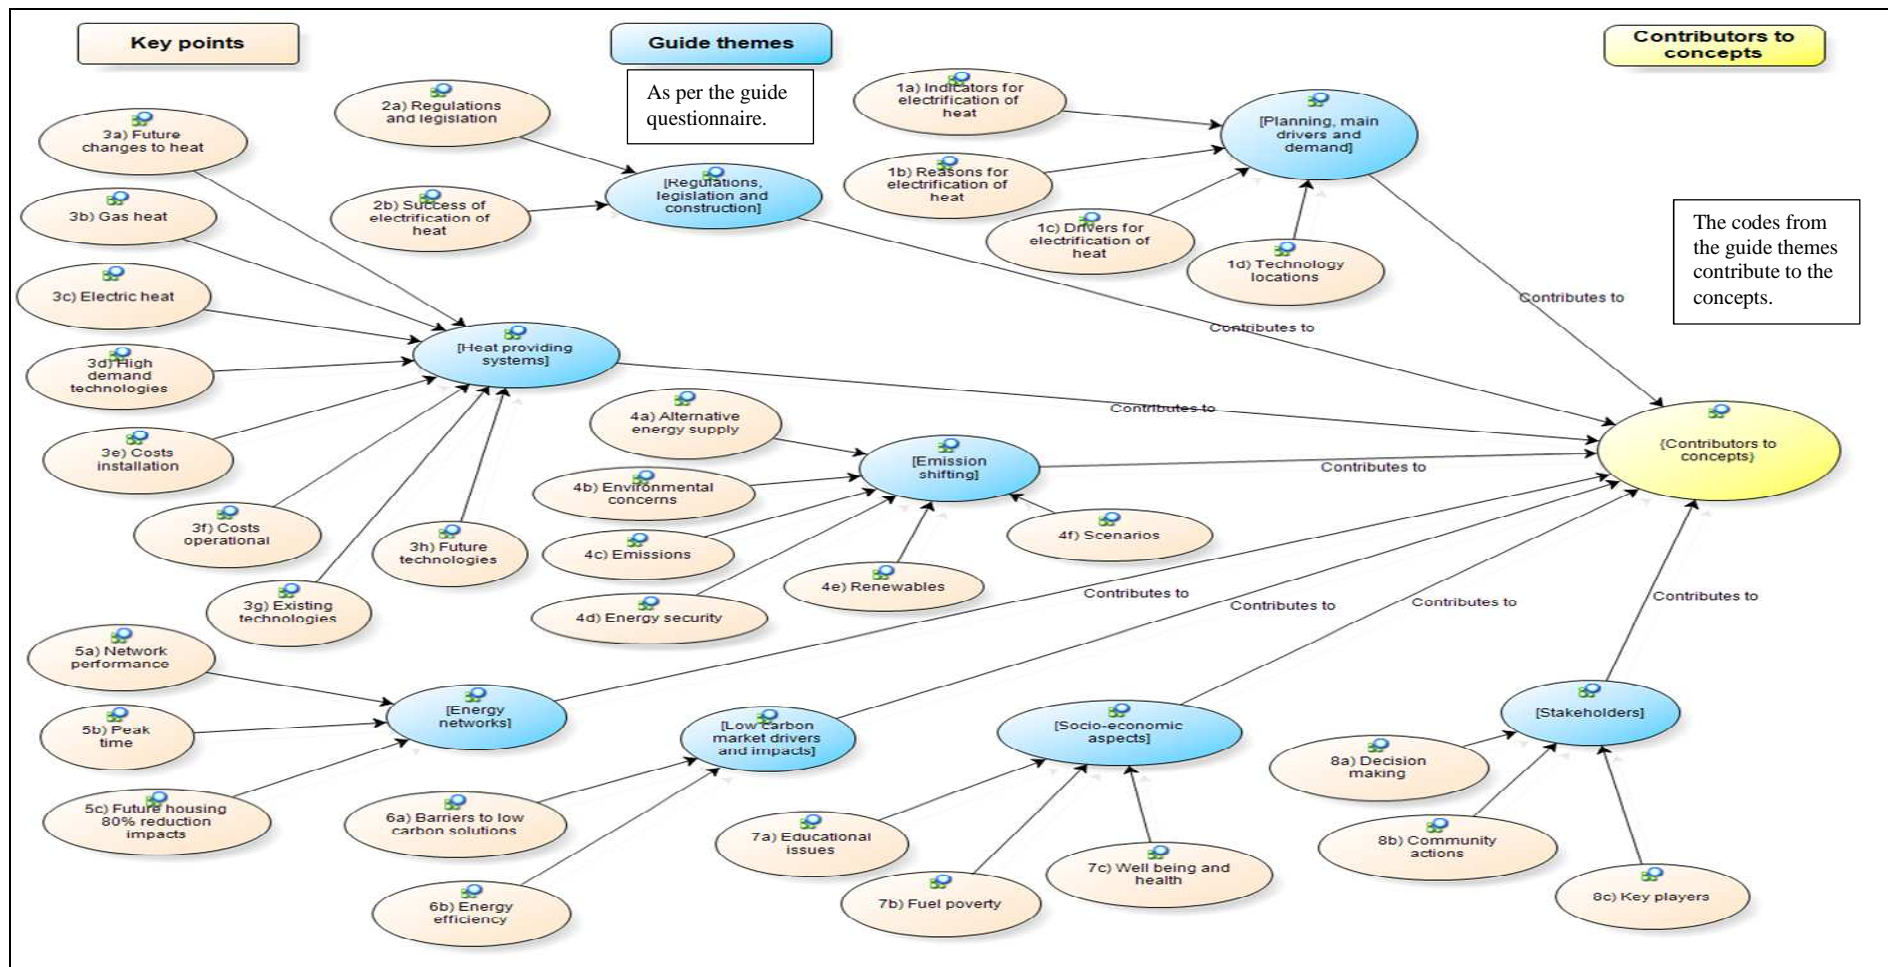 Key points
Guide themes
Contributors to
concepts
As per the guide
questionnaire.
2a) Regulations
and legislation
1a) Indicators for
electrification of
heat
[Planning, main
drivers and
demand]
3a) Future
changes to heat
[Regulations,
legislation and
construction]
1b) Reasons for
electrification of
heat
3b) Gas heat
2b) Success of
electrification of
heat
1c) Drivers for
electrification of
heat
1d) Technology
locations
The codes from
the guide themes
contribute to the
concepts.
3c) Electric heat
Contributes to
Contributes to
[Heat providing
systems]
3d) High
demand
technologies
Contributes to
4a) Alternative
energy supply
3e) Costs
installation
[Emission
shifting]
Contributes to
{Contributors to
concepts}
4b) Environmental
concerns
3f) Costs
operational
3h) Future
technologies
4c) Emissions
4f) Scenarios
4e) Renewables
3g) Existing
technologies
4d) Energy security
Contributes to
Contributes to
Contributes to
Contributes to
5a) Network
performance
[Energy
networks]
5b) Peak
time
[Low carbon
market drivers
and impacts]
[Socio-economic
aspects]
[Stakeholders]
8a) Decision
making
5c) Future housing
80% reduction
impacts
6a) Barriers to low
carbon solutions
7a) Educational
issues
8b) Community
actions
7c) Well being and
health
6b) Energy
efficiency
7b) Fuel poverty
8c) Key players